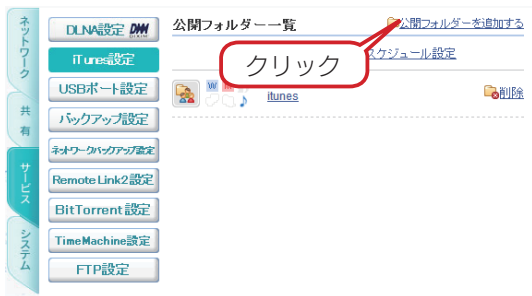 ネットワーク
共有
サービス
システム
DLNA設定
iTunes設定
USBポート設定
バックアップ設定
ネットワークバックアップ設定
Remote Link2設定
BitTorrent設定
TimeMachine設定
FTP設定
公開フォルダー一覧
公開フォルダーを追加する
クリック
スケジュール設定
itunes
削除